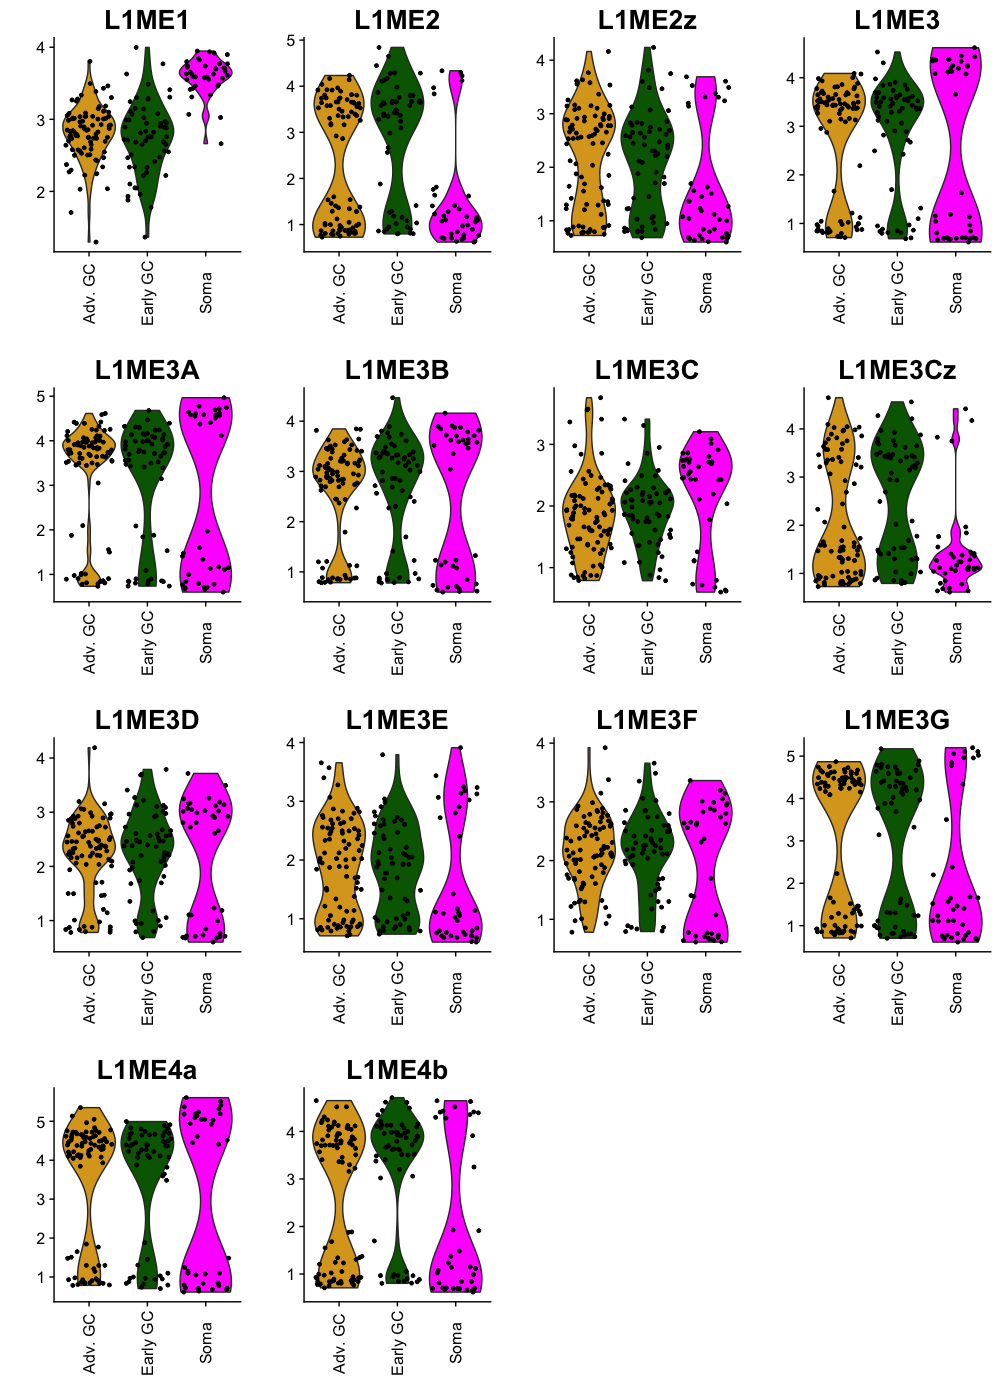 L1ME1 L1ME2 L1ME2z L1ME3
4 3 2
5 4 3 2 1
4 3 2 1
4 3 2 1
Adv. GC Early GC Soma Adv. GC Early GC Soma Adv. GC Early GC Soma Adv. GC Early GC Soma
L1ME3A L1ME3B L1ME3C L1ME3Cz
5 4 3 2 1
4 3 2 1
3 2 1
4 3 2 1
Adv. GC Early GC Soma Adv. GC Early GC Soma Adv. GC Early GC Soma Adv. GC Early GC Soma
L1ME3D L1ME3E L1ME3F L1ME3G
4 3 2 1
4 3 2 1
4 3 2 1
5 4 3 2 1
Adv. GC Early GC Soma Adv. GC Early GC Soma Adv. GC Early GC Soma Adv. GC Early GC Soma
L1ME4a L1ME4b
5 4 3 2 1
4 3 2 1
Adv. GC Early GC Soma Adv. GC Early GC Soma